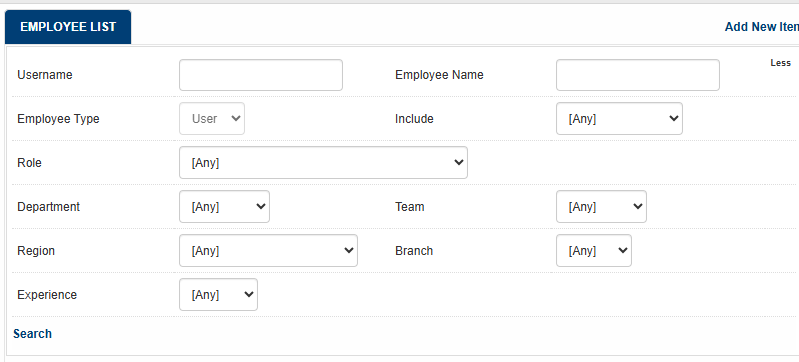 EMPLOYEE LIST
Add New Item
Less
Username
Employee Name
Employee Type User Include [Any]
Role [Any]
Department [Any] Team [Any]
Region [Any] Branch [Any]
Experience [Any]
Search